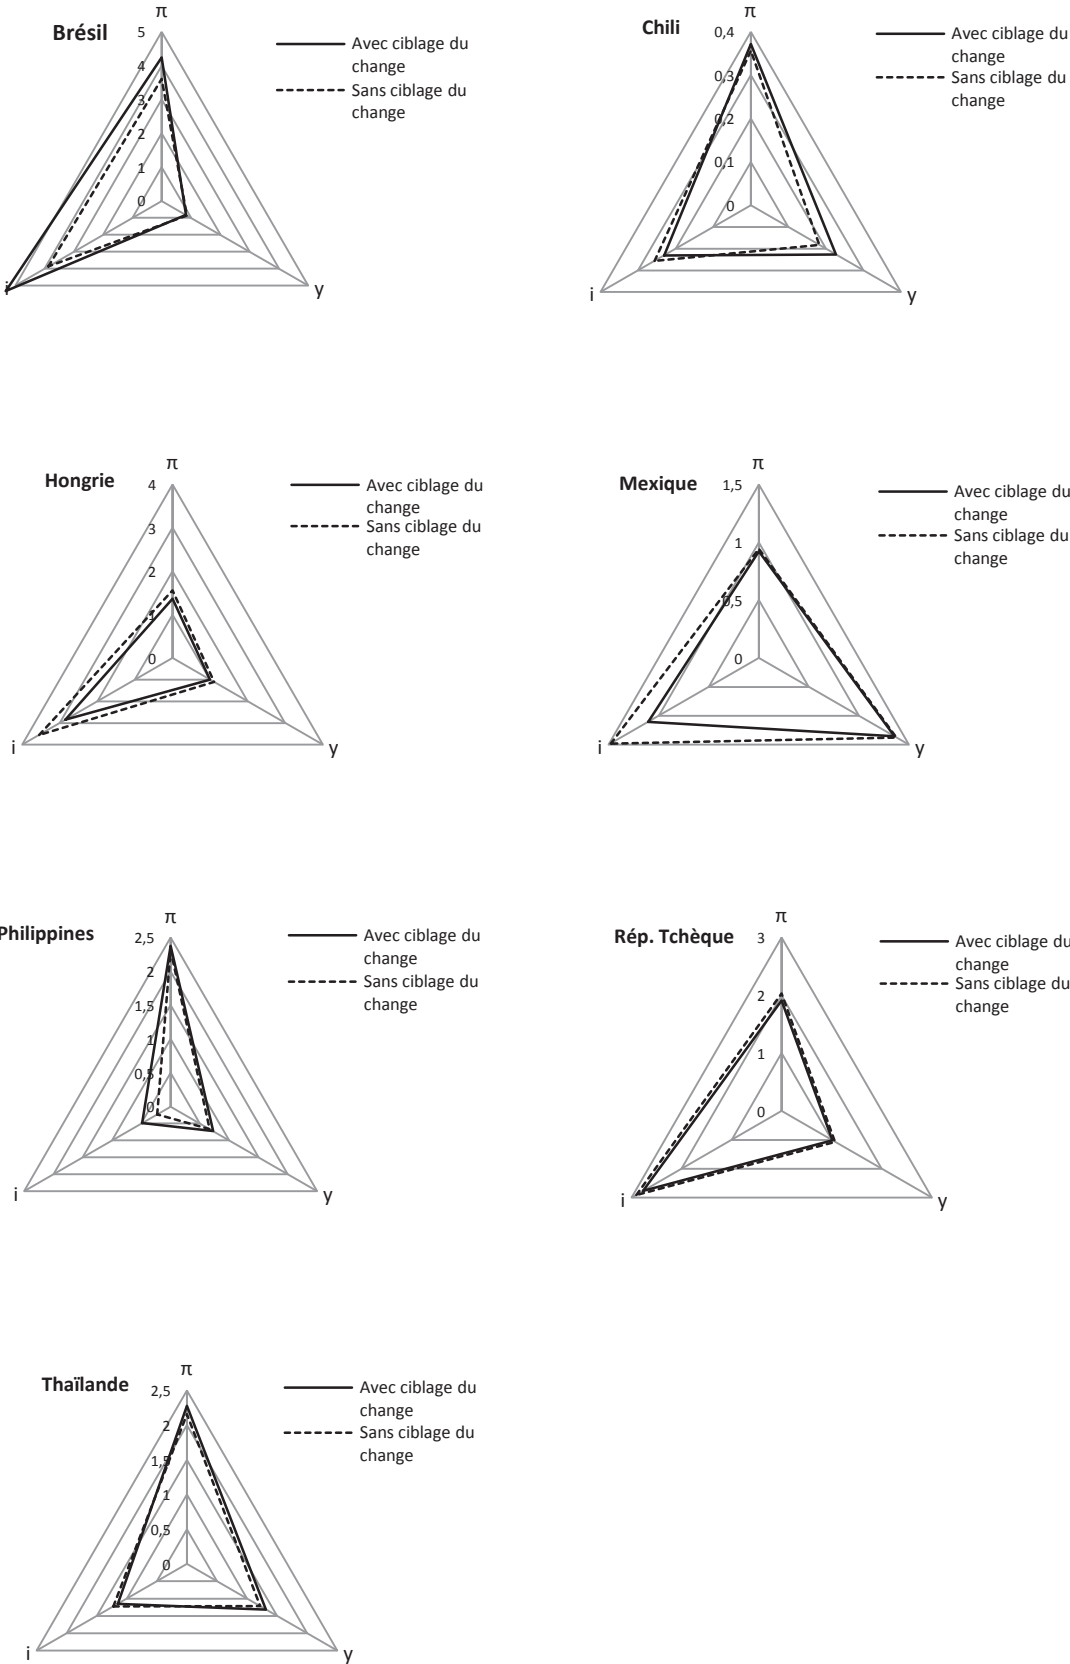 Brésil
π
5
4
3
2
1
0
i
y
Avec ciblage du
change
Sans ciblage du
change
Chili
π
0,4
0,3
0,2
0,1
0
i
y
Avec ciblage du
change
Sans ciblage du
change
Hongrie
π
4
3
2
1
0
i
y
Avec ciblage du
change
Sans ciblage du
change
Mexique
π
1,5
1
0,5
0
i
y
Avec ciblage du
change
Sans ciblage du
change
Philippines
π
2,5
2
1,5
1
0,5
0
i
y
Avec ciblage du
change
Sans ciblage du
change
Rép. Tchèque
π
3
2
1
0
i
y
Avec ciblage du
change
Sans ciblage du
change
Thaïlande
π
2,5
2
1,5
1
0,5
0
i
y
Avec ciblage du
change
Sans ciblage du
change